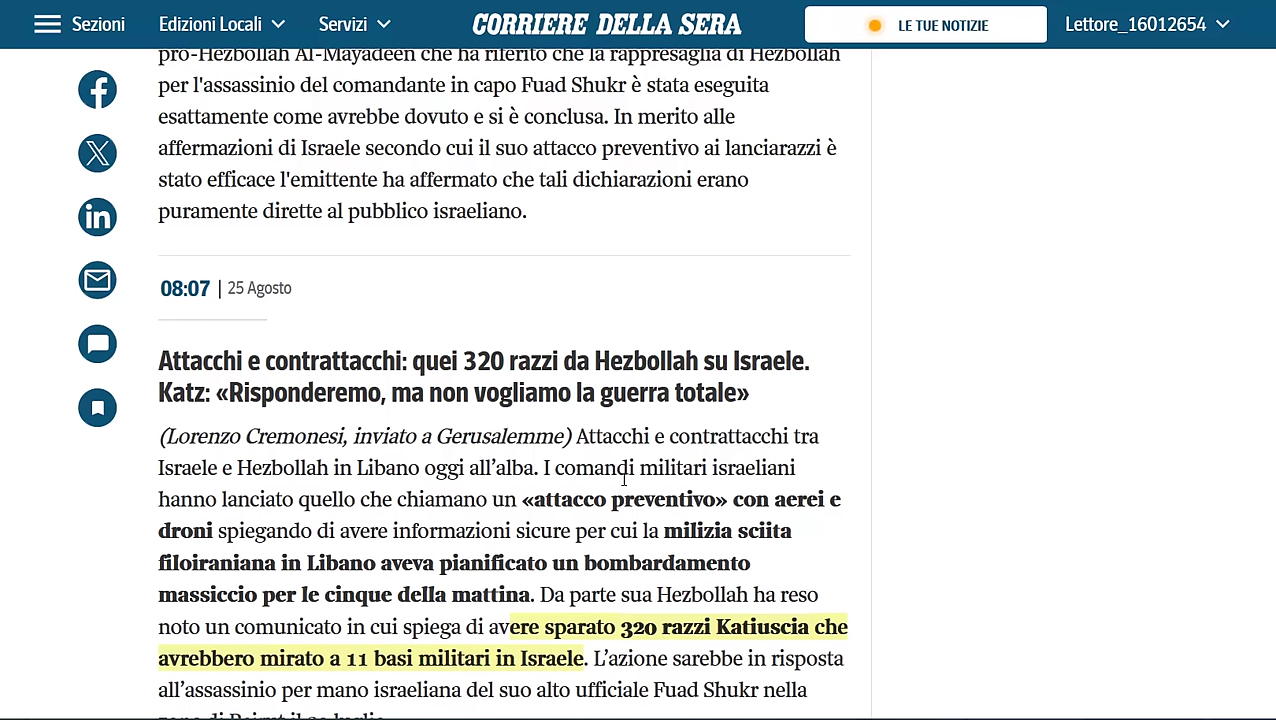 Sezioni
Edizioni Locali
Servizi
CORRIERE DELLA SERA
LE TUE NOTIZIE
Lettore_16012654
pro-Hezbollah Al-Mayadeen che ha riferito che la rappresaglia di Hezbollah
per l'assassinio del comandante in capo Fuad Shukr è stata eseguita
esattamente come avrebbe dovuto e si è conclusa. In merito alle
affermazioni di Israele secondo cui il suo attacco preventivo ai lanciarazzi è
stato efficace l'emittente ha affermato che tali dichiarazioni erano
puramente dirette al pubblico israeliano.
08:07 | 25 Agosto
Attacchi e contrattacchi: quei 320 razzi da Hezbollah su Israele.
Katz: «Risponderemo, ma non vogliamo la guerra totale»
(Lorenzo Cremonesi, inviato a Gerusalemme) Attacchi e contrattacchi tra
Israele e Hezbollah in Libano oggi all’alba. I comandi militari israeliani
hanno lanciato quello che chiamano un «attacco preventivo» con aerei e
droni spiegando di avere informazioni sicure per cui la milizia sciita
filoiraniana in Libano aveva pianificato un bombardamento
massiccio per le cinque della mattina. Da parte sua Hezbollah ha reso
noto un comunicato in cui spiega di avere sparato 320 razzi Katiuscia che
avrebbero mirato a 11 basi militari in Israele. L’azione sarebbe in risposta
all’assassinio per mano israeliana del suo alto ufficiale Fuad Shukr nella